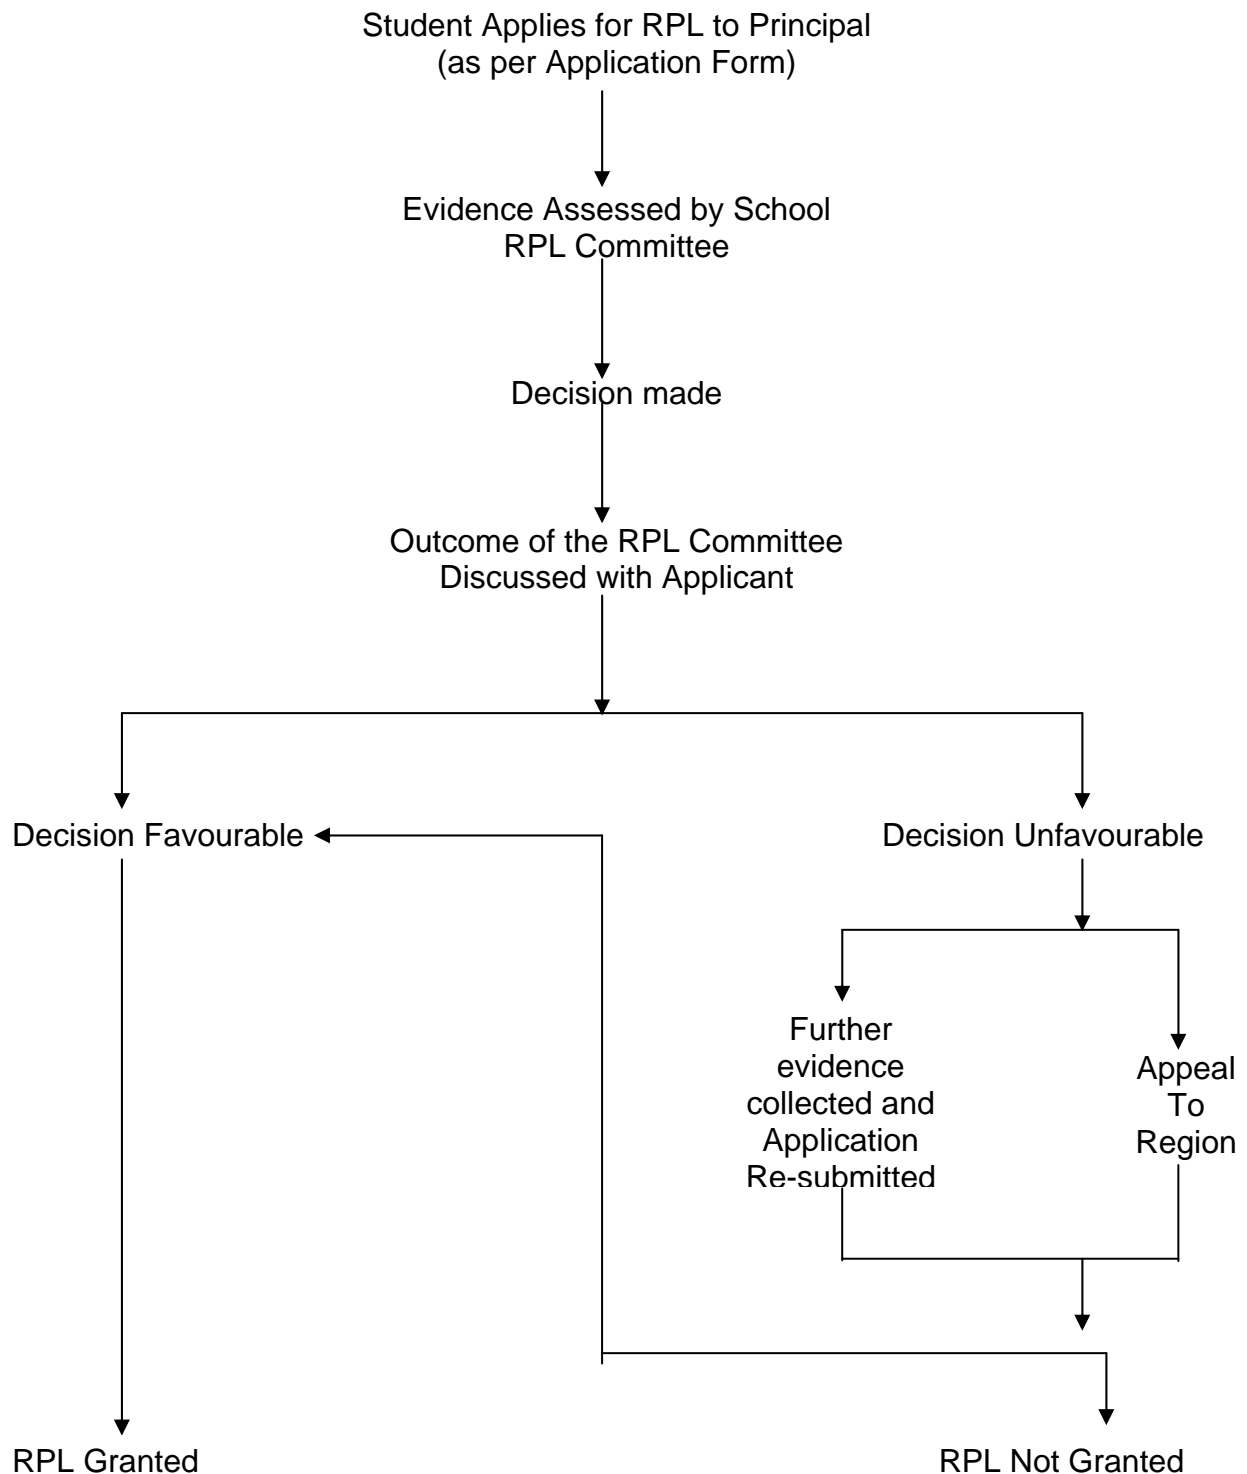 Student Applies for RPL to Principal
(as per Application Form)
Evidence Assessed by School
RPL Committee
Decision made
Outcome of the RPL Committee
Discussed with Applicant
Decision Favourable
Decision Unfavourable
Further
evidence
collected and
Application
Re-submitted
Appeal
To
Region
RPL Granted
RPL Not Granted